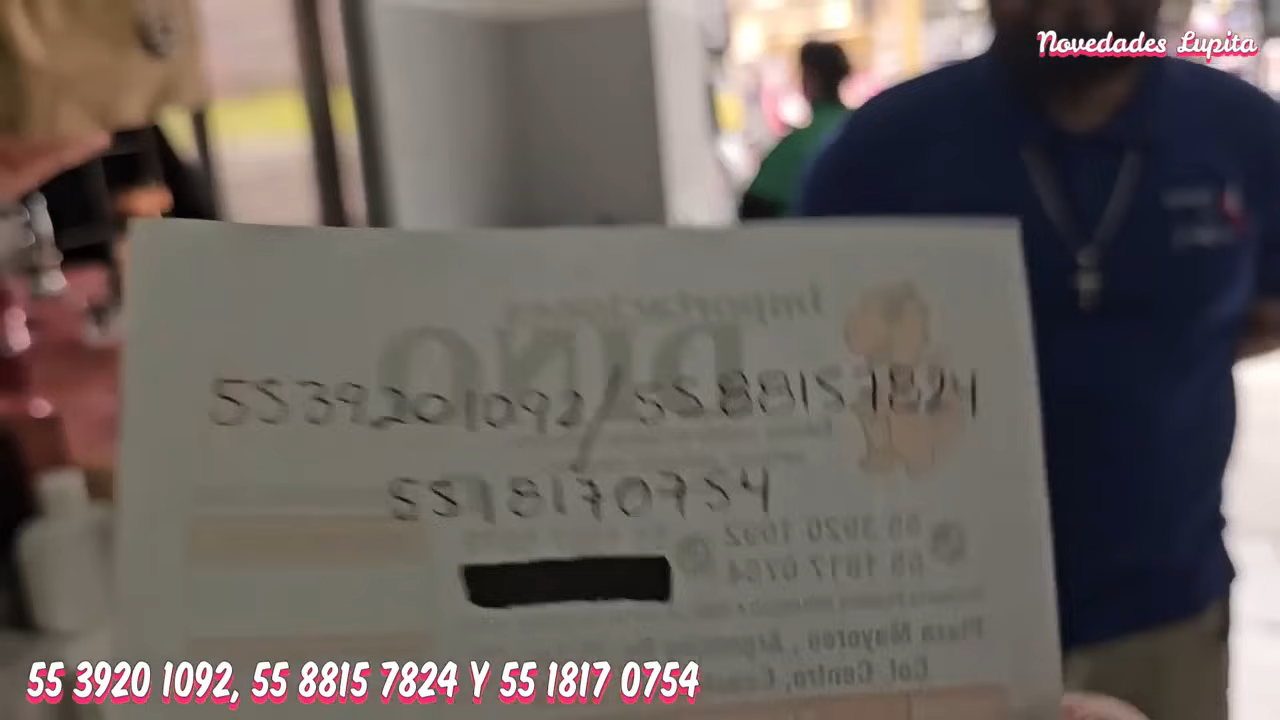 Novedades Lupita
Importaciones
DINO
5539201092/5588157824
5518170754
55 3920 1092
55 1817 0754
Plaza Mayoreo, Argentina
Col. Centro,
55 3920 1092, 55 8815 7824 Y 55 1817 0754